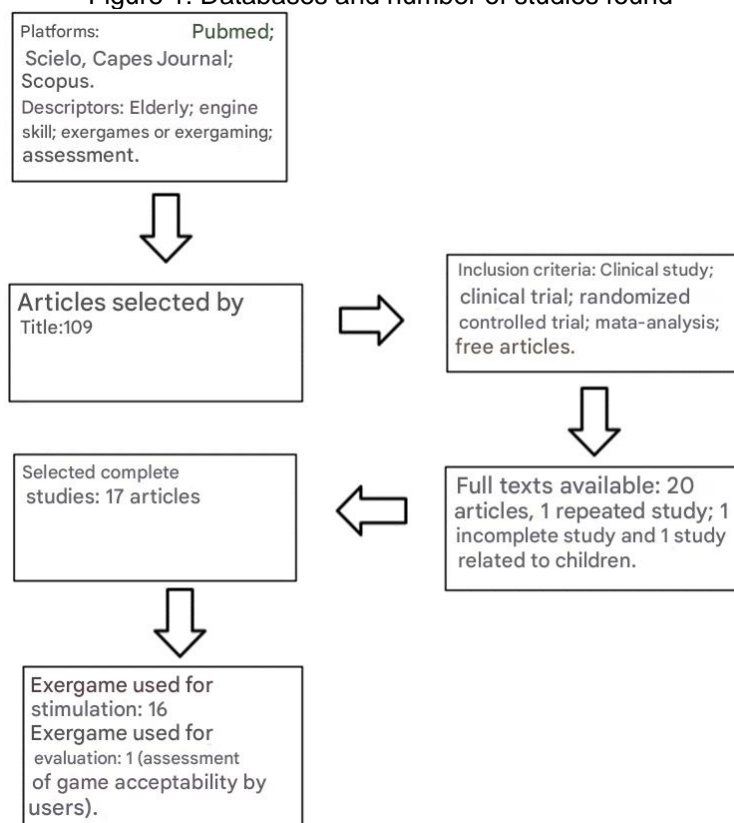 Figure 1. Databases and number of studies found
Platforms: Pubmed;
Scielo, Capes Journal;
Scopus.
Descriptors: Elderly; engine
skill; exergames or exergaming;
assessment.
Articles selected by
Title:109
Inclusion criteria: Clinical study;
clinical trial; randomized
controlled trial; mata-analysis;
free articles.
Full texts available: 20
articles, 1 repeated study; 1
incomplete study and 1 study
related to children.
Selected complete
studies: 17 articles
Exergame used for
stimulation: 16
Exergame used for
evaluation: 1 (assessment
of game acceptability by
users).